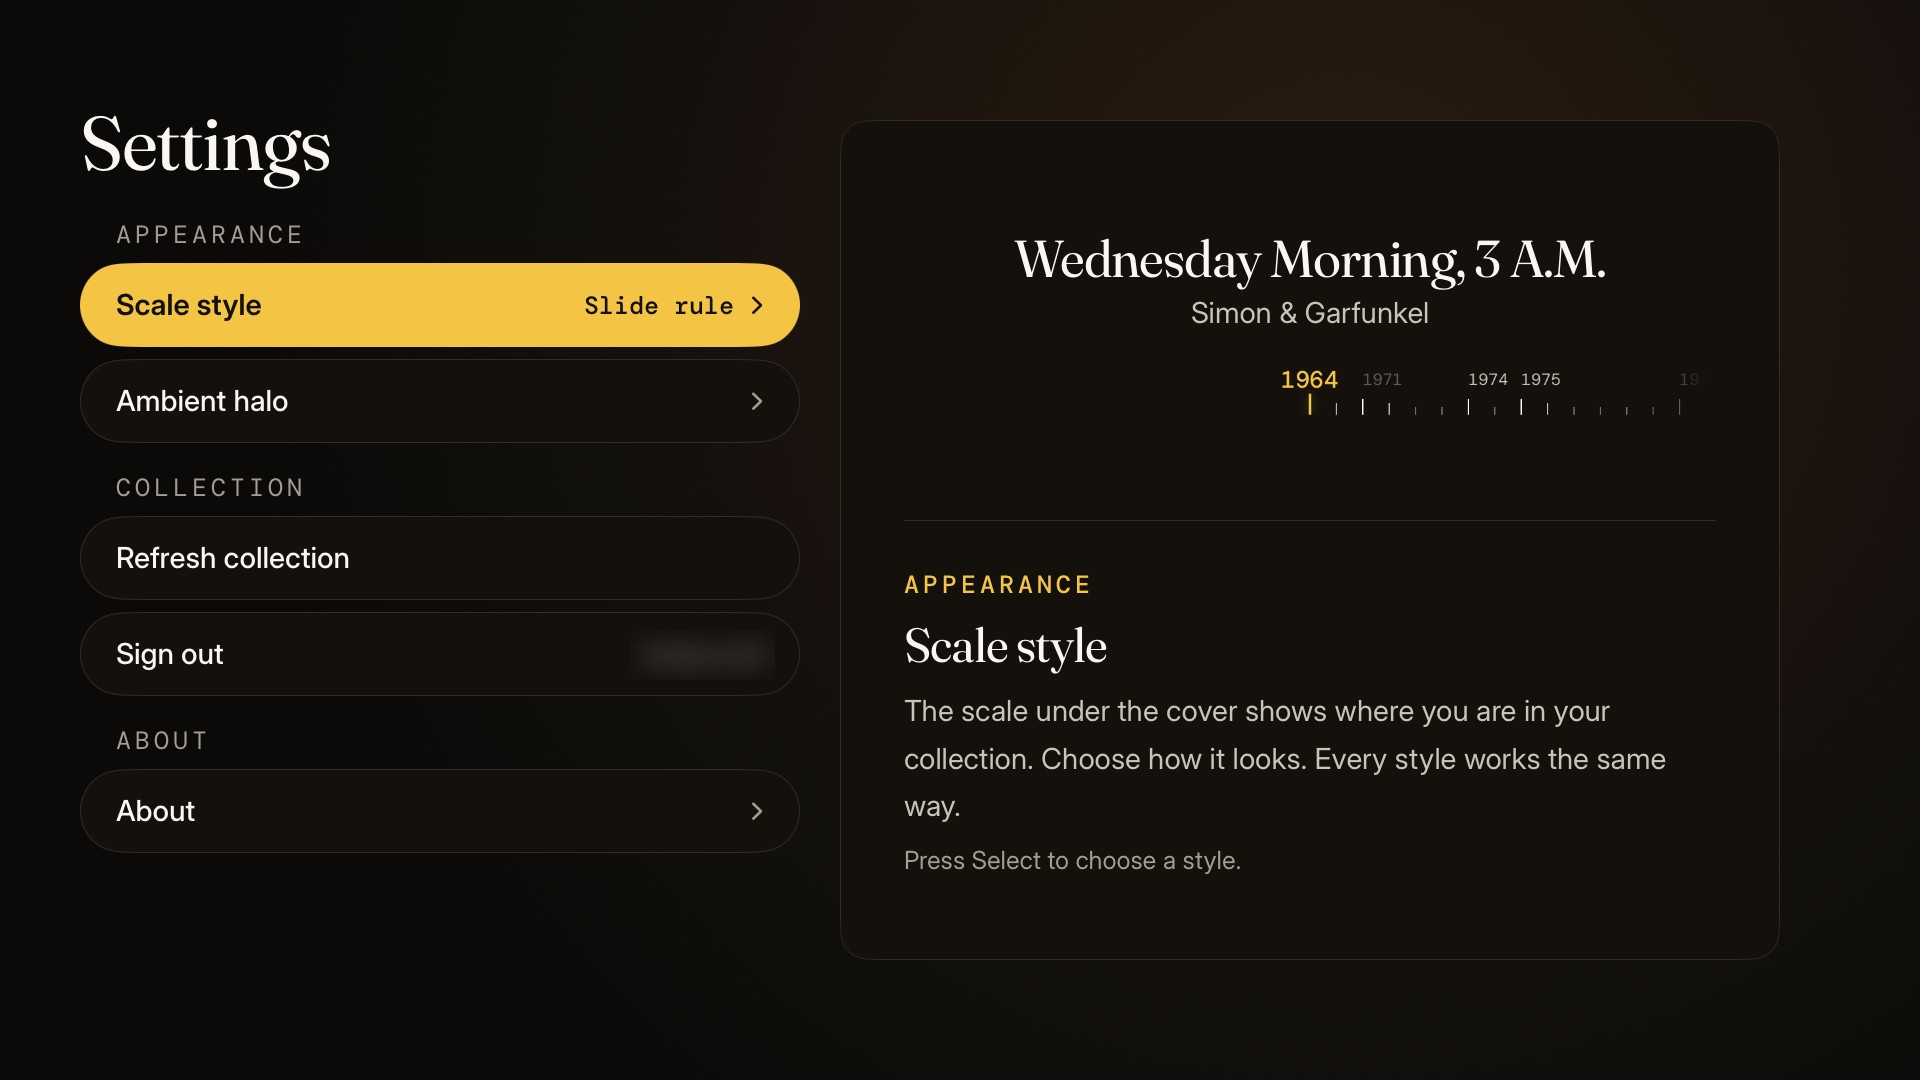 Settings
APPEARANCE
Scale style
Slide rule
Ambient halo
COLLECTION
Refresh collection
Sign out
ABOUT
About
Wednesday Morning, 3 A.M.
Simon & Garfunkel
1964 1971 1974 1975 19
APPEARANCE
Scale style
The scale under the cover shows where you are in your
collection. Choose how it looks. Every style works the same
way.
Press Select to choose a style.